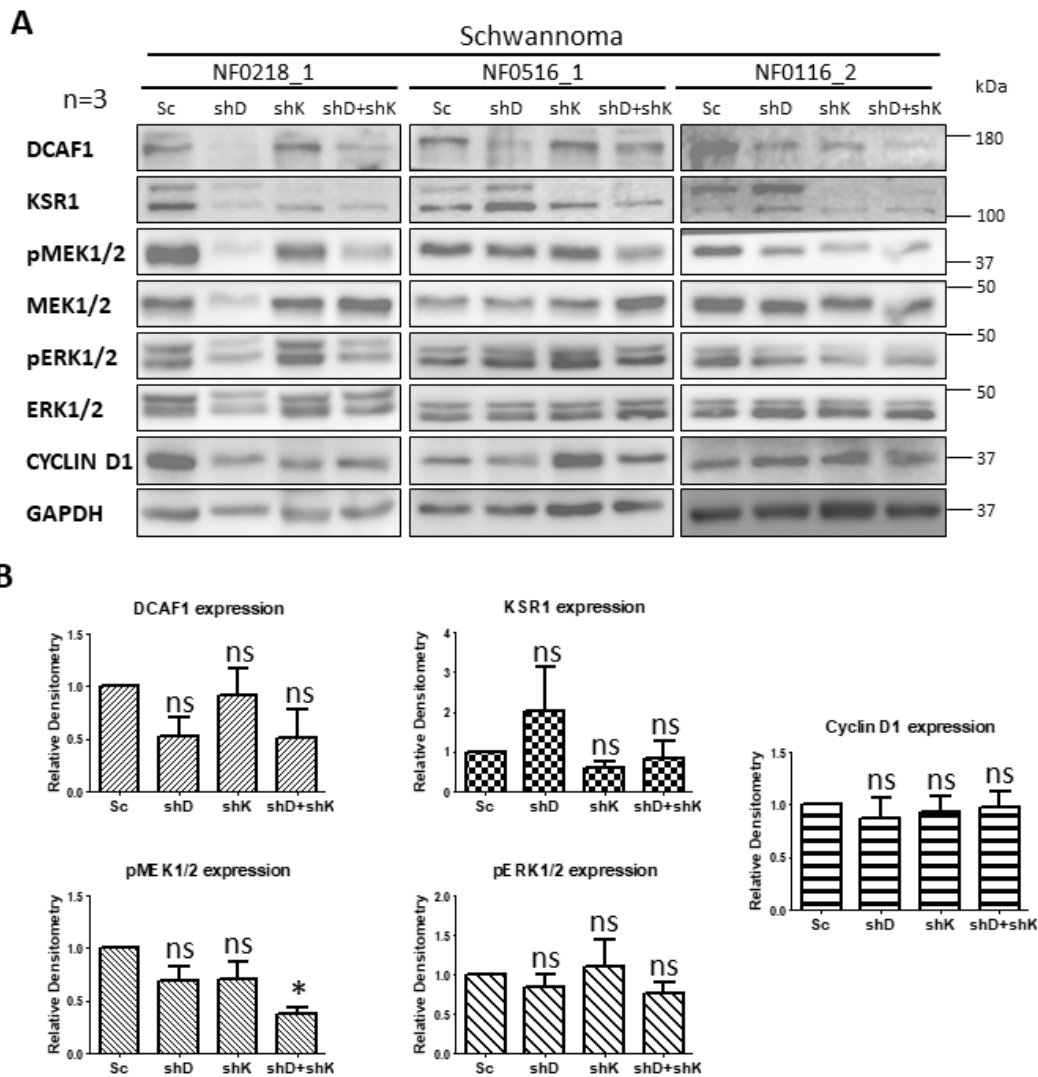 A
Schwannoma
NF0218_1 NF0516_1 NF0116_2
n=3
kDa
Sc shD shK shD+shK Sc shD shK shD+shK Sc shD shK shD+shK
DCAF1 180
KSR1 100
pMEK1/2 37
MEK1/2 50
pERK1/2 50
ERK1/2 50
CYCLIN D1 37
GAPDH 37
B
DCAF1 expression
Relative Densitometry
1.5
1.0
0.5
0.0
ns ns ns
Sc shD shK shD+shK
KSR1 expression
Relative Densitometry
4
3
2
1
0
ns ns ns
Sc shD shK shD+shK
Cyclin D1 expression
Relative Densitometry
1.5
1.0
0.5
0.0
ns ns ns
Sc shD shK shD+shK
pMEK1/2 expression
Relative Densitometry
1.5
1.0
0.5
0.0
ns ns *
Sc shD shK shD+shK
pERK1/2 expression
Relative Densitometry
2.0
1.5
1.0
0.5
0.0
ns ns ns
Sc shD shK shD+shK